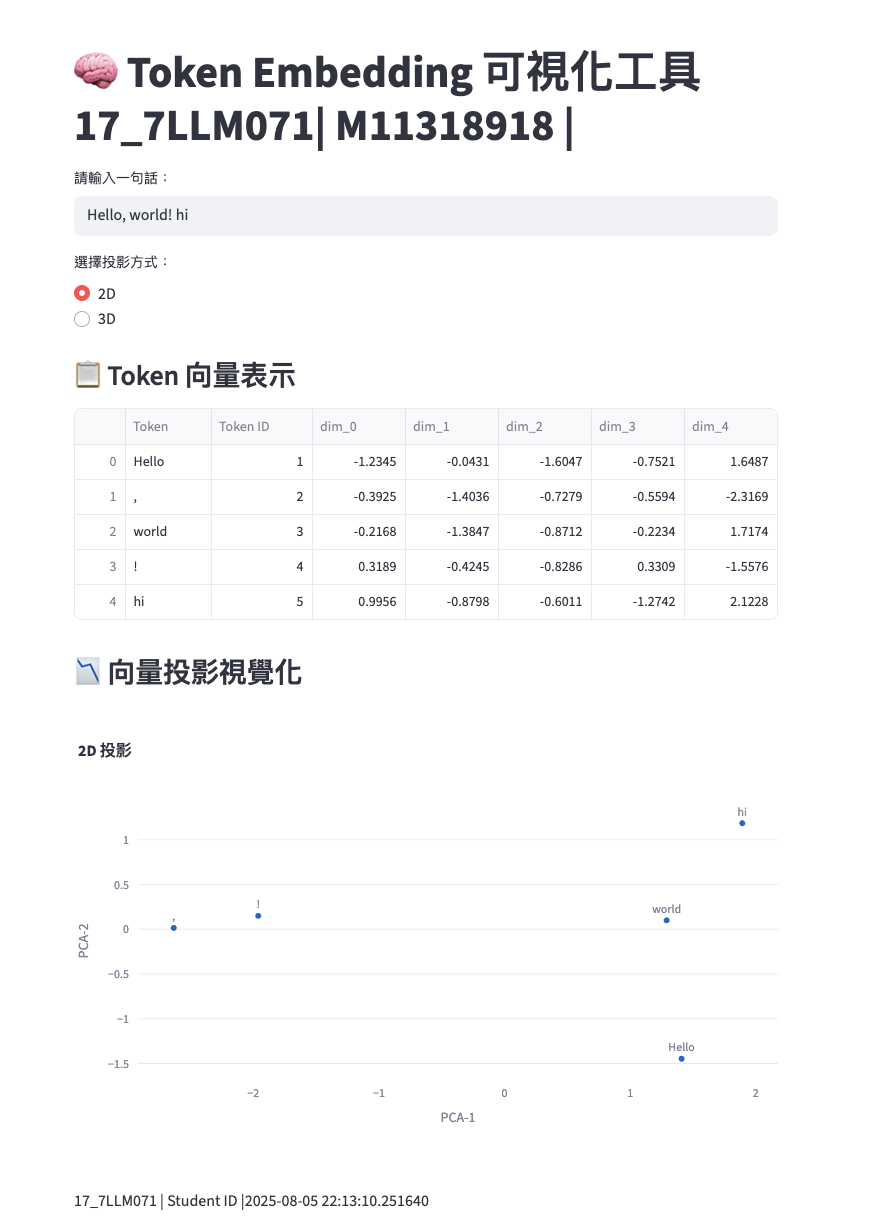 🧠 Token Embedding 可視化工具
17_7LLM071| M11318918 |
請輸入一句話：
Hello, world! hi
選擇投影方式：
2D
3D
📋 Token 向量表示
Token Token ID dim_0 dim_1 dim_2 dim_3 dim_4
0 Hello 1 -1.2345 -0.0431 -1.6047 -0.7521 1.6487
1 , 2 -0.3925 -1.4036 -0.7279 -0.5594 -2.3169
2 world 3 -0.2168 -1.3847 -0.8712 -0.2234 1.7174
3 ! 4 0.3189 -0.4245 -0.8286 0.3309 -1.5576
4 hi 5 0.9956 -0.8798 -0.6011 -1.2742 2.1228
📉 向量投影視覺化
2D 投影
hi
1
0.5
!
world
,
0
PCA-2
−0.5
−1
Hello
−1.5
−2 −1 0 1 2
PCA-1
17_7LLM071 | Student ID |2025-08-05 22:13:10.251640